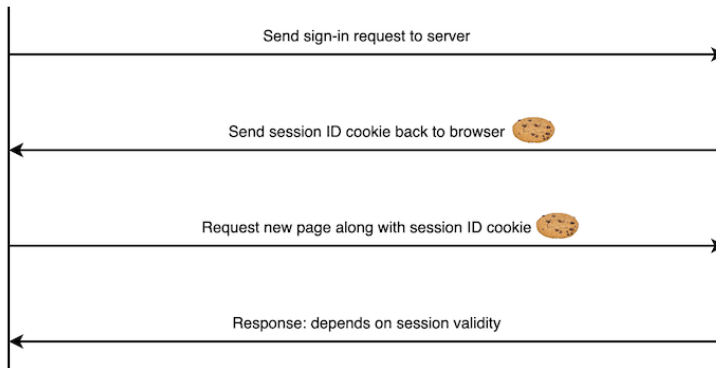 Send sign-in request to server
Send session ID cookie back to browser
Request new page along with session ID cookie
Response: depends on session validity